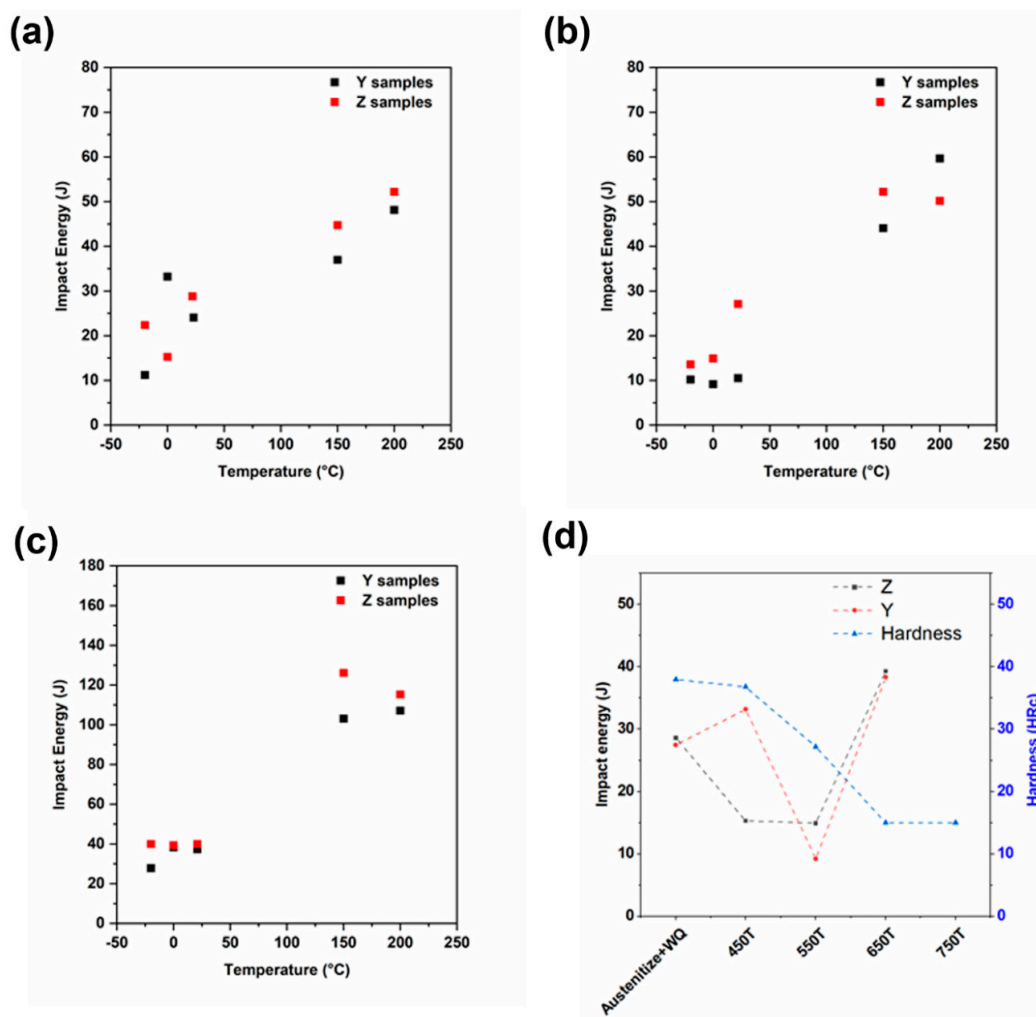 (a)
80
70
60
50
40
30
20
10
0
-50 0 50 100 150 200 250
Impact Energy (J)
Temperature (°C)
Y samples
Z samples
(b)
80
70
60
50
40
30
20
10
0
-50 0 50 100 150 200 250
Impact Energy (J)
Temperature (°C)
Y samples
Z samples
(c)
180
160
140
120
100
80
60
40
20
0
-50 0 50 100 150 200 250
Impact Energy (J)
Temperature (°C)
Y samples
Z samples
(d)
50
40
30
20
10
0
Impact energy (J)
Z
Y
Hardness
50
40
30
20
10
0
Hardness (HRc)
Austenitize+WQ
450T
550T
650T
750T